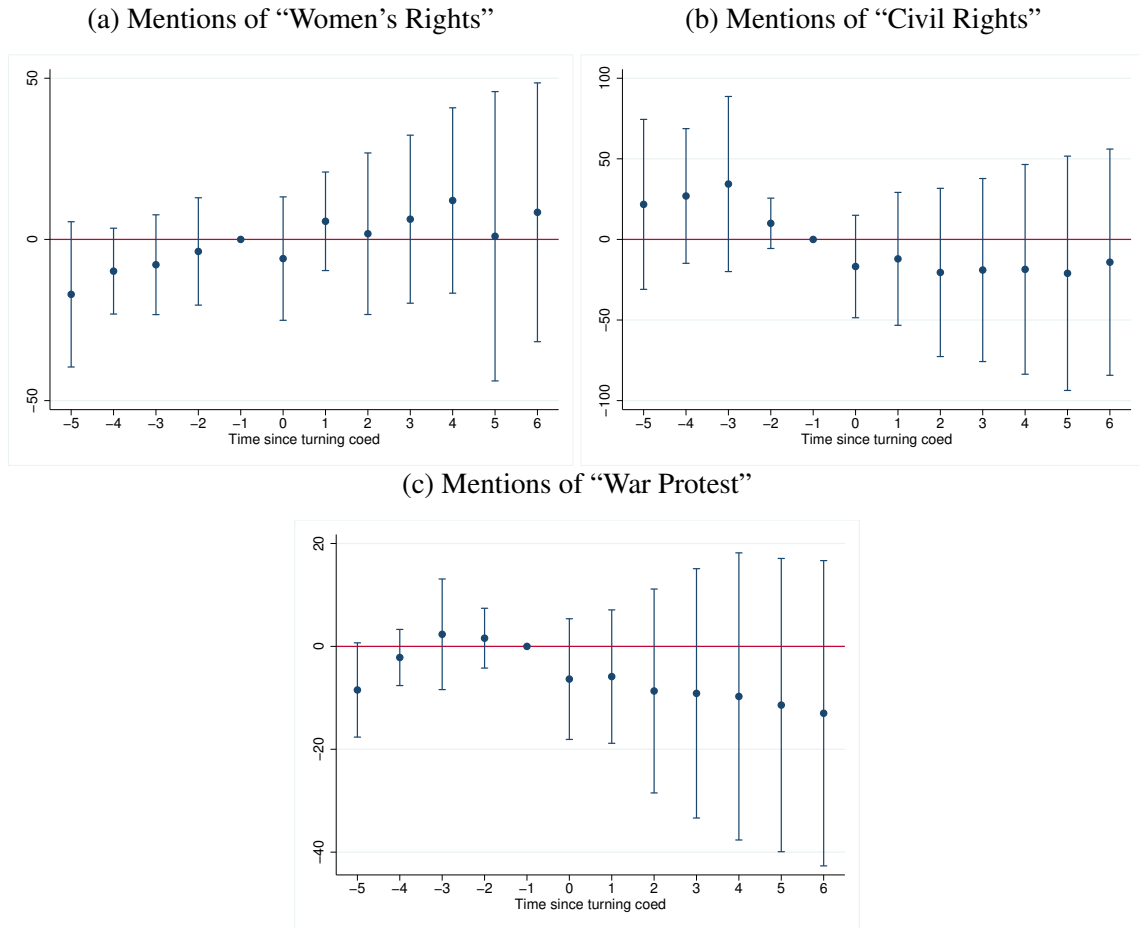 (a) Mentions of “Women’s Rights”
50
0
−50
−5 −4 −3 −2 −1 0 1 2 3 4 5 6
Time since turning coed
(b) Mentions of “Civil Rights”
100
50
0
−50
−100
−5 −4 −3 −2 −1 0 1 2 3 4 5 6
Time since turning coed
(c) Mentions of “War Protest”
20
0
−20
−40
−5 −4 −3 −2 −1 0 1 2 3 4 5 6
Time since turning coed